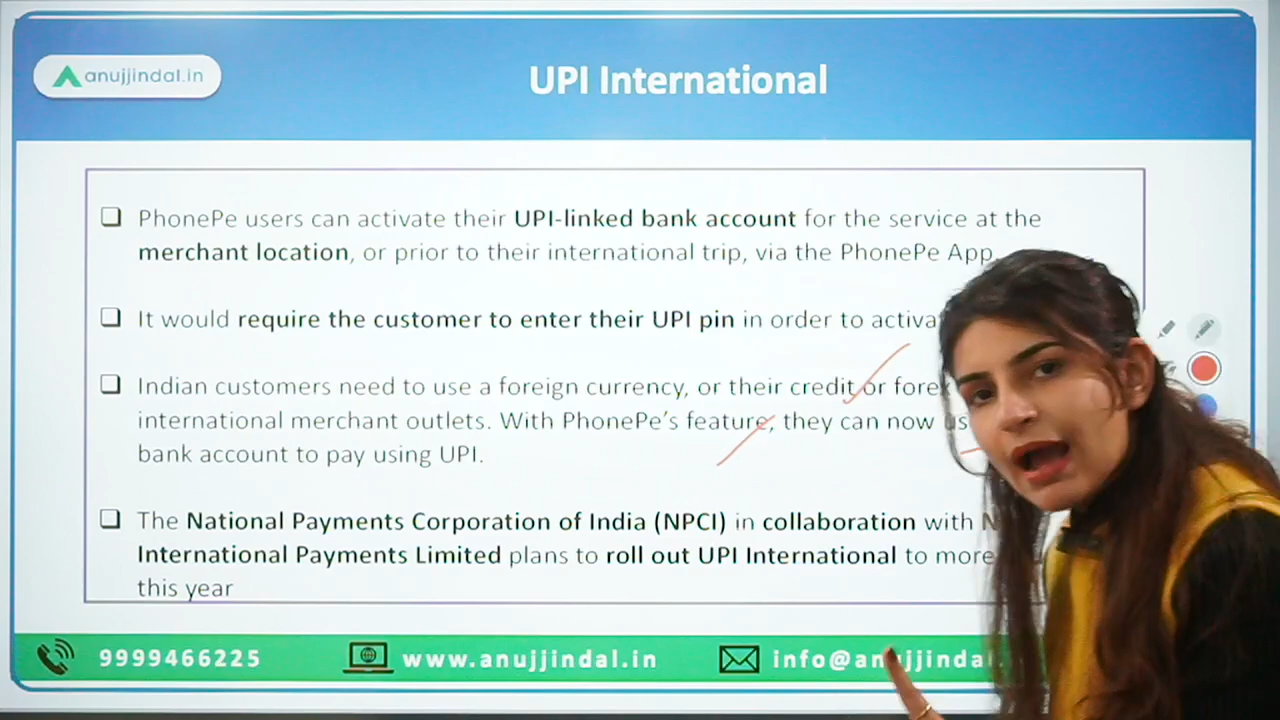 anujjindal.in
UPI International
PhonePe users can activate their UPI-linked bank account for the service at the
merchant location, or prior to their international trip, via the PhonePe App
It would require the customer to enter their UPI pin in order to
Indian customers need to use a foreign currency, or their credit or
international merchant outlets. With PhonePe's feature, they can now
bank account to pay using UPI.
The National Payments Corporation of India (NPCI) in collaboration with
International Payments Limited plans to roll out UPI International to more
this year
9999466225
www.anujjindal.in